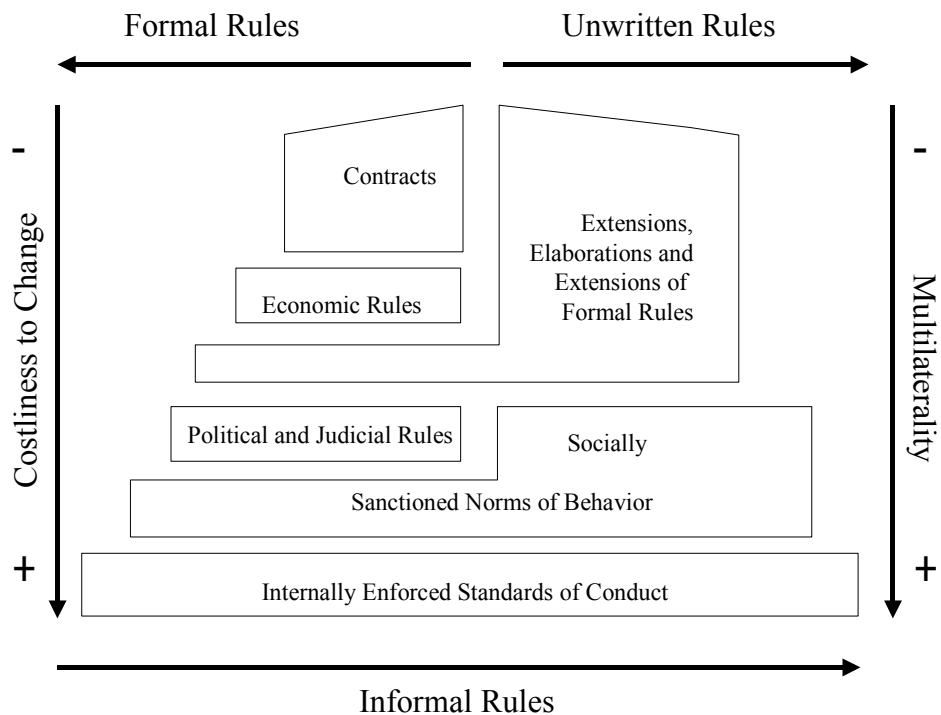 Formal Rules
Unwritten Rules
-
-
Costliness to Change
Multilaterality
Contracts
Extensions,
Elaborations and
Extensions of
Formal Rules
Economic Rules
Political and Judicial Rules
Socially
Sanctioned Norms of Behavior
+
+
Internally Enforced Standards of Conduct
Informal Rules